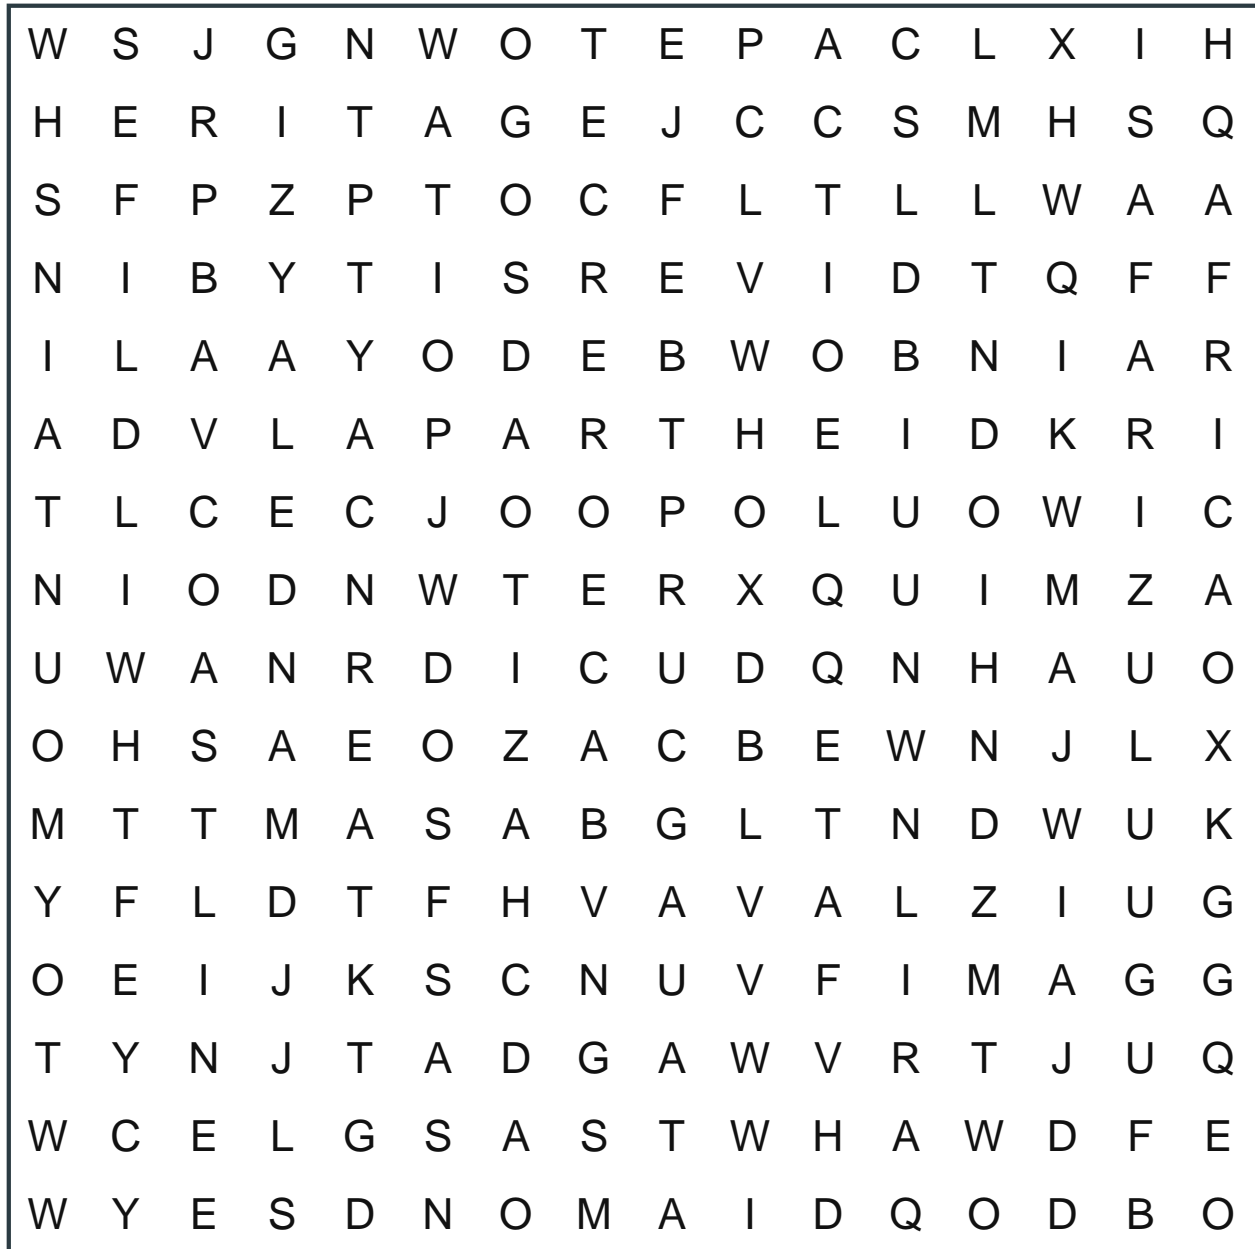 W S J G N W O T E P A C L X I H
H E R I T A G E J C C S M H S Q
S F P Z P T O C F L T L L W A A
N I B Y T I S R E V I D T Q F F
I L A A Y O D E B W O B N I A R
A D V L A P A R T H E I D K R I
T L C E C J O O P O L U O W I C
N I O D N W T E R X Q U I M Z A
U W A N R D I C U D Q N H A U O
O H S A E O Z A C B E W N J L X
M T T M A S A B G L T N D W U K
Y F L D T F H V A V A L Z I U G
O E I J K S C N U V F I M A G G
T Y N J T A D G A W V R T J U Q
W C E L G S A S T W H A W D F E
W Y E S D N O M A I D Q O D B O